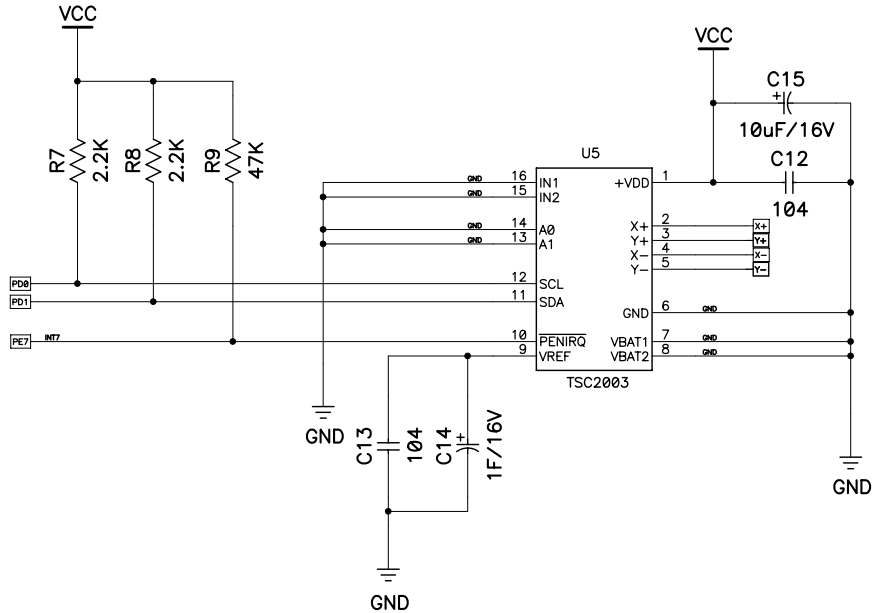 VCC
VCC
C15
+
10uF/16V
R7
2.2K
R8
2.2K
R9
47K
U5
C12
104
GND 16 IN1
GND 15 IN2
GND 14 A0
GND 13 A1
12 SCL
11 SDA
10 PENIRQ
9 VREF
+VDD 1
X+ 2 X+
Y+ 3 Y+
X- 4 X-
Y- 5 Y-
GND 6 GND
VBAT1 7 GND
VBAT2 8 GND
TSC2003
PD0
PD1
PE7 INT7
GND
C13
104
C14
+
1F/16V
GND
GND